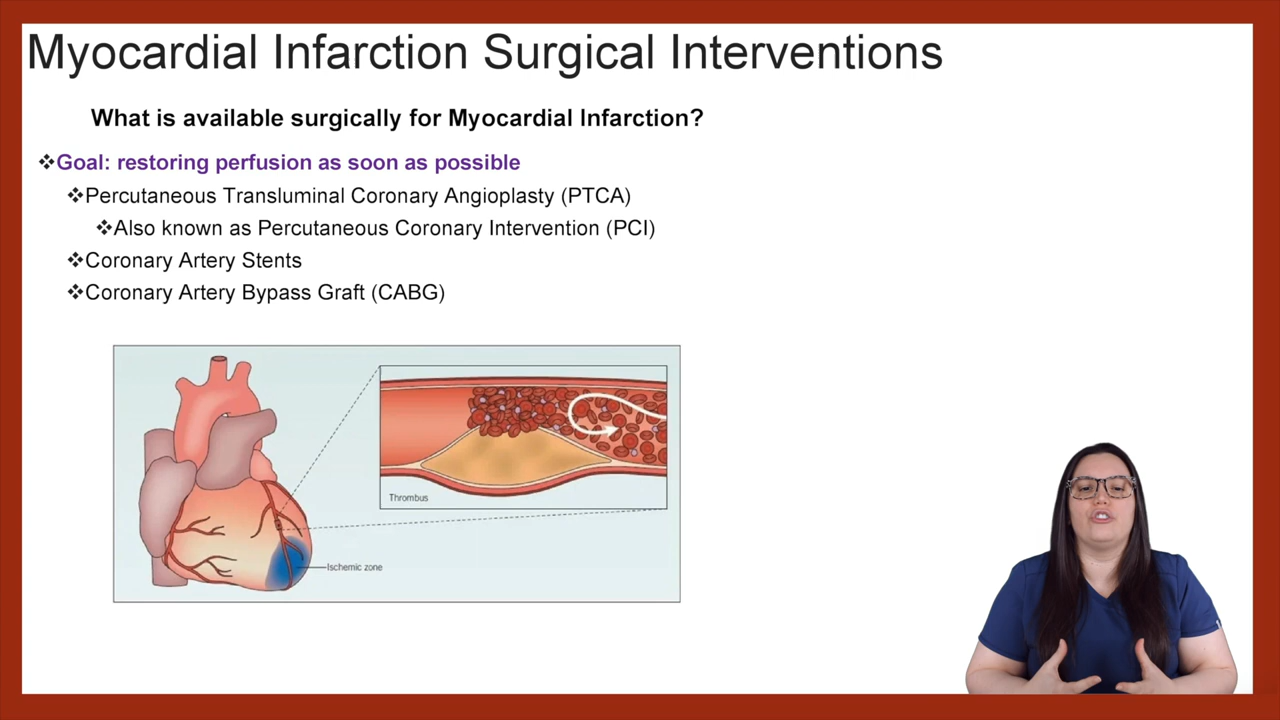 Myocardial Infarction Surgical Interventions
What is available surgically for Myocardial Infarction?
❖Goal: restoring perfusion as soon as possible
❖Percutaneous Transluminal Coronary Angioplasty (PTCA)
❖Also known as Percutaneous Coronary Intervention (PCI)
❖Coronary Artery Stents
❖Coronary Artery Bypass Graft (CABG)
Thrombus
Ischemic zone